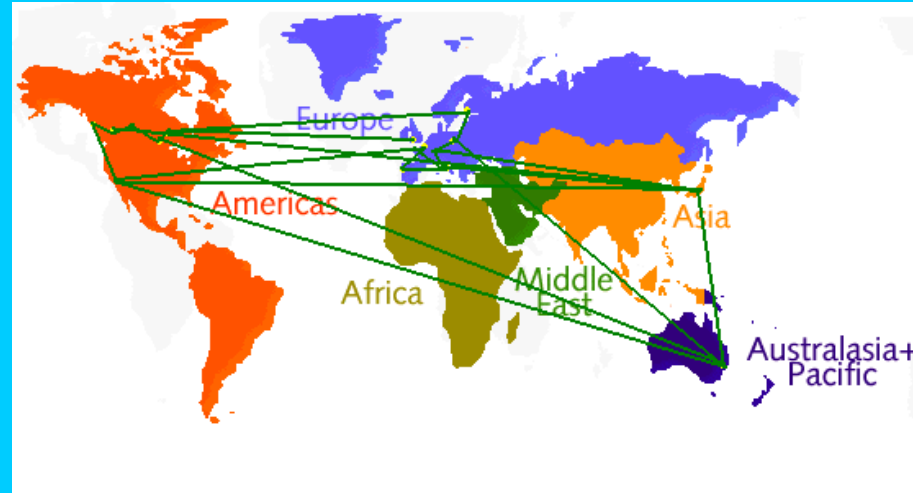 Europe
Americas
Asia
Africa
Middle
East
Australasia+
Pacific